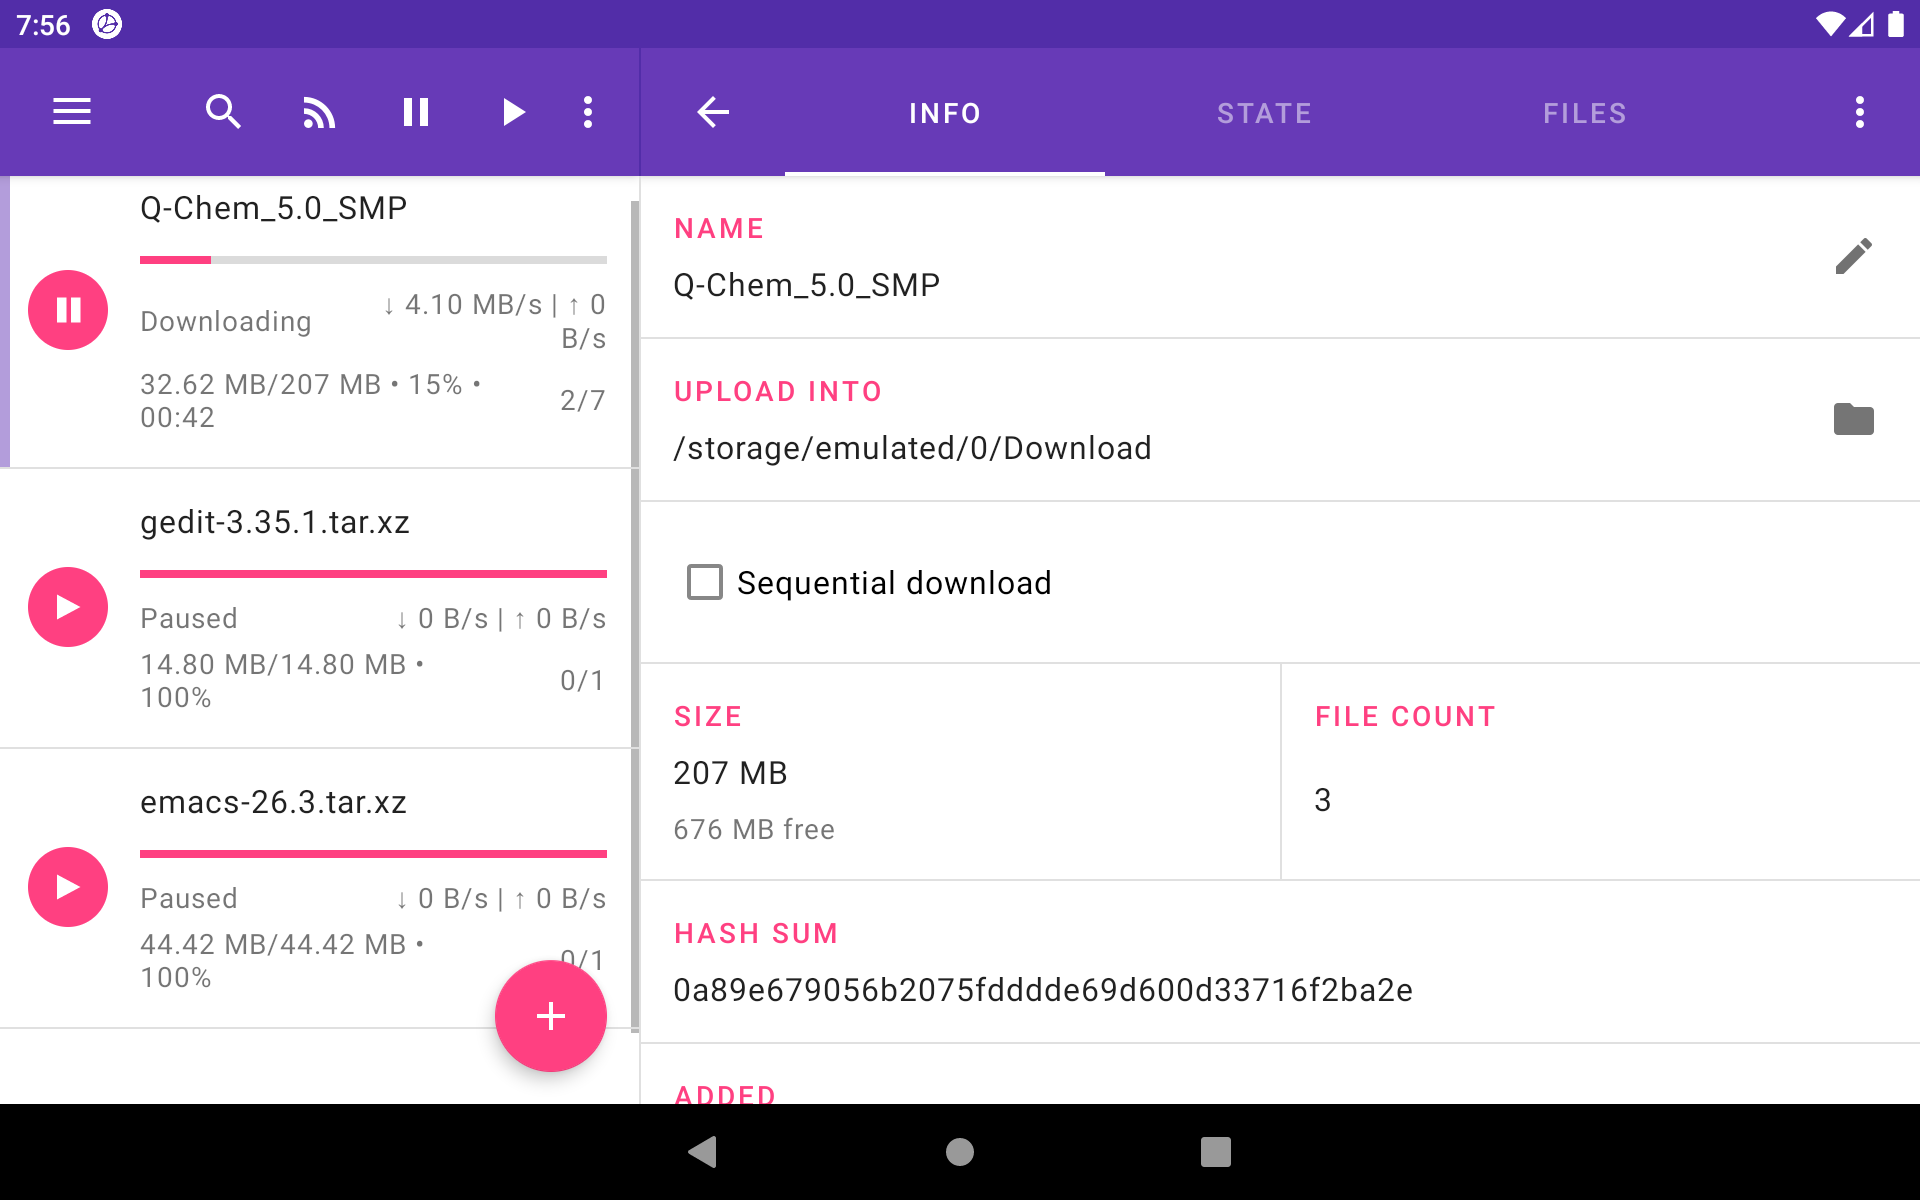 7:56
INFO
STATE
FILES
Q-Chem_5.0_SMP
Downloading
↓ 4.10 MB/s | ↑ 0
B/s
32.62 MB/207 MB • 15% •
00:42
2/7
gedit-3.35.1.tar.xz
Paused
↓ 0 B/s | ↑ 0 B/s
14.80 MB/14.80 MB •
100%
0/1
emacs-26.3.tar.xz
Paused
↓ 0 B/s | ↑ 0 B/s
44.42 MB/44.42 MB •
100%
0/1
NAME
Q-Chem_5.0_SMP
UPLOAD INTO
/storage/emulated/0/Download
Sequential download
SIZE
207 MB
676 MB free
FILE COUNT
3
HASH SUM
0a89e679056b2075fdddde69d600d33716f2ba2e
ADDED